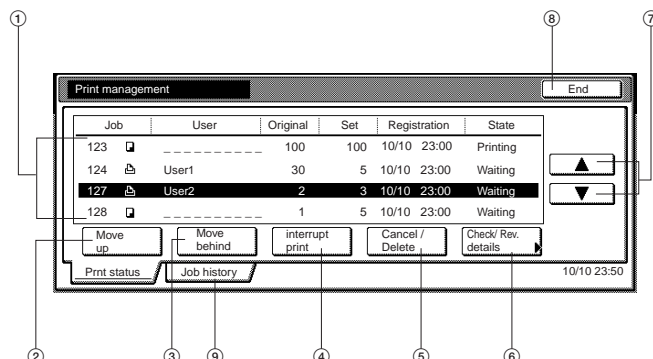 ① ⑧ ⑦
Print management End
Job User Original Set Registration State
123 _ _ _ _ _ _ _ _ _ 100 100 10/10 23:00 Printing
124 User1 30 5 10/10 23:00 Waiting
127 User2 2 3 10/10 23:00 Waiting
128 _ _ _ _ _ _ _ _ _ 1 5 10/10 23:00 Waiting
Move up
Move behind
interrupt print
Cancel / Delete
Check/ Rev. details
Prnt status Job history 10/10 23:50
② ③ ⑨ ④ ⑤ ⑥